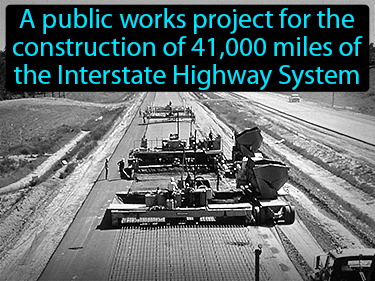 A public works project for the
construction of 41,000 miles of
the Interstate Highway System